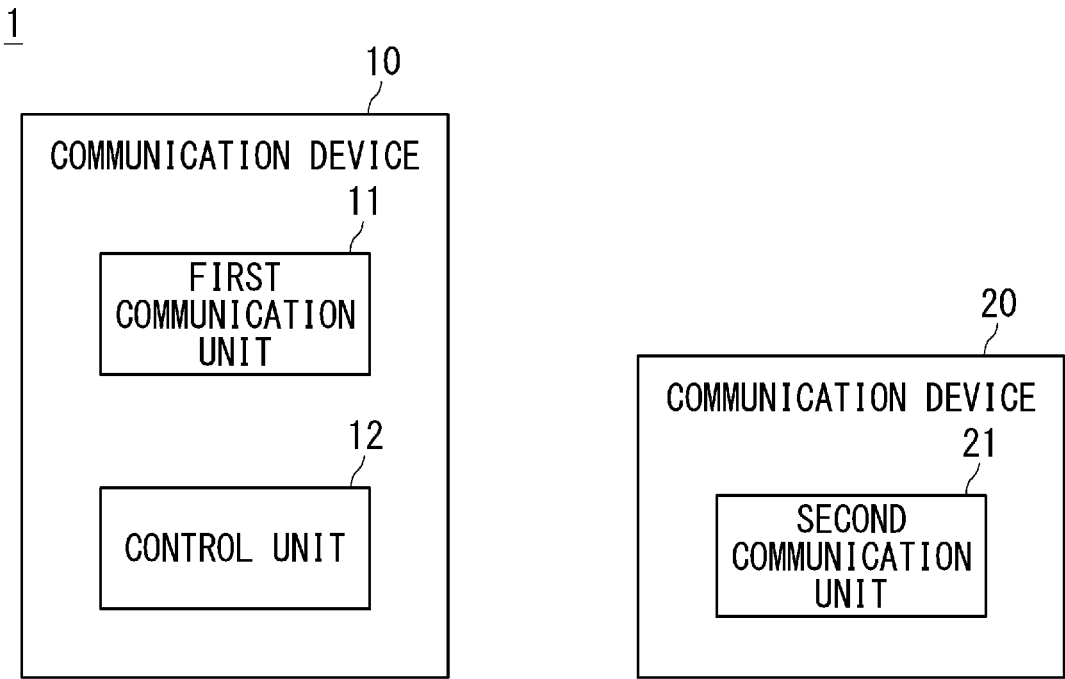 1
10
COMMUNICATION DEVICE
11
FIRST
COMMUNICATION
UNIT
12
CONTROL UNIT
20
COMMUNICATION DEVICE
21
SECOND
COMMUNICATION
UNIT